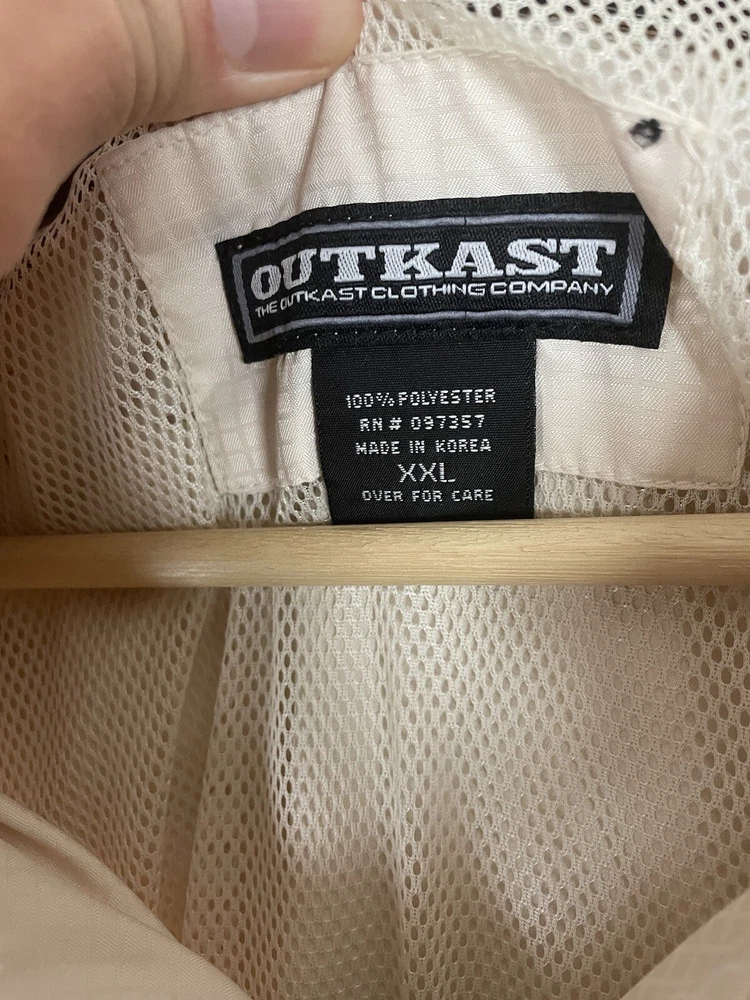 OUTKAST
THE OUTKAST CLOTHING COMPANY
100% POLYESTER
RN # 097357
MADE IN KOREA
XXL
OVER FOR CARE